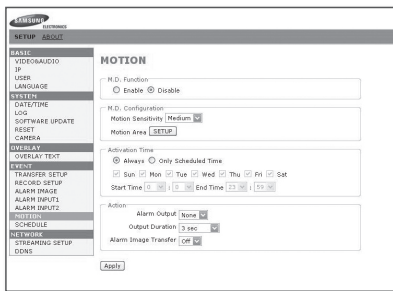 SAMSUNG
ELECTRONICS
SETUP ABOUT
BASIC
VIDEO&AUDIO
IP
USER
LANGUAGE
SYSTEM
DATE/TIME
LOG
SOFTWARE UPDATE
RESET
CAMERA
OVERLAY
OVERLAY TEXT
EVENT
TRANSFER SETUP
RECORD SETUP
ALARM IMAGE
ALARM INPUT1
ALARM INPUT2
MOTION
SCHEDULE
NETWORK
STREAMING SETUP
DDNS
MOTION
M.D. Function
Enable Disable
M.D. Configuration
Motion Sensitivity Medium
Motion Area SETUP
Activation Time
Always Only Scheduled Time
Sun Mon Tue Wed Thu Fri Sat
Start Time 0 : 0 End Time 23 : 59
Action
Alarm Output None
Output Duration 3 sec
Alarm Image Transfer Off
Apply